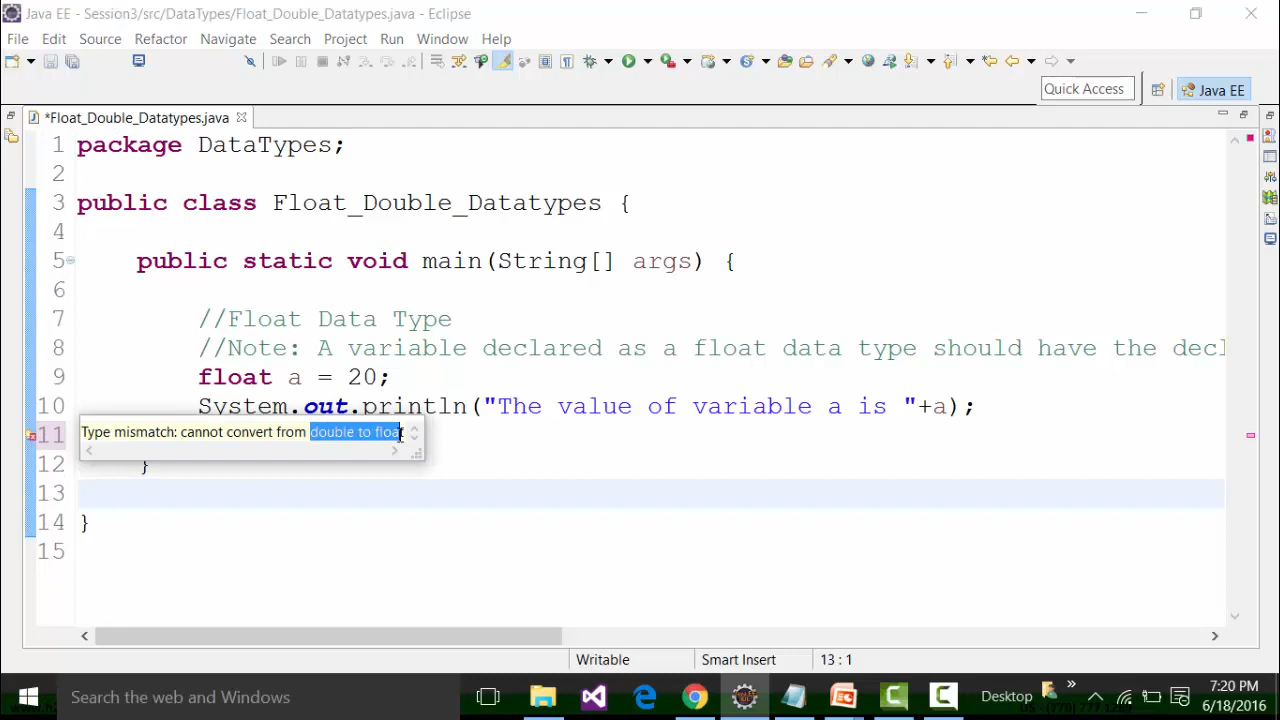 Java EE - Session3/src/DataTypes/Float_Double_Datatypes.java - Eclipse
File Edit Source Refactor Navigate Search Project Run Window Help
Quick Access
Java EE
*Float_Double_Datatypes.java
1 package DataTypes;
2
3 public class Float_Double_Datatypes {
4
5 public static void main(String[] args) {
6
7 //Float Data Type
8 //Note: A variable declared as a float data type should have the decl
9 float a = 20;
10 System.out.println("The value of variable a is "+a);
Type mismatch: cannot convert from double to float
11
12 }
13
14 }
15
Writable Smart Insert 13 : 1
Search the web and Windows
Desktop
7:20 PM
6/18/2016